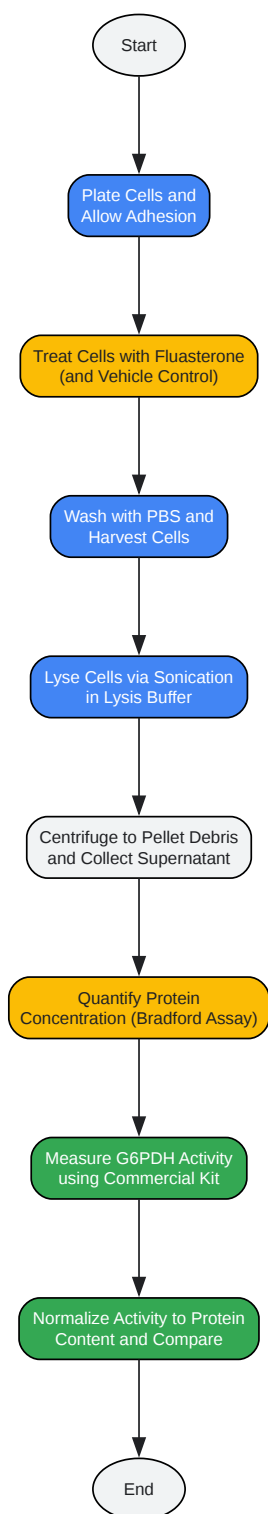 Start
Plate Cells and
Allow Adhesion
Treat Cells with Fluasterone
(and Vehicle Control)
Wash with PBS and
Harvest Cells
Lyse Cells via Sonication
in Lysis Buffer
Centrifuge to Pellet Debris
and Collect Supernatant
Quantify Protein
Concentration (Bradford Assay)
Measure G6PDH Activity
using Commercial Kit
Normalize Activity to Protein
Content and Compare
End